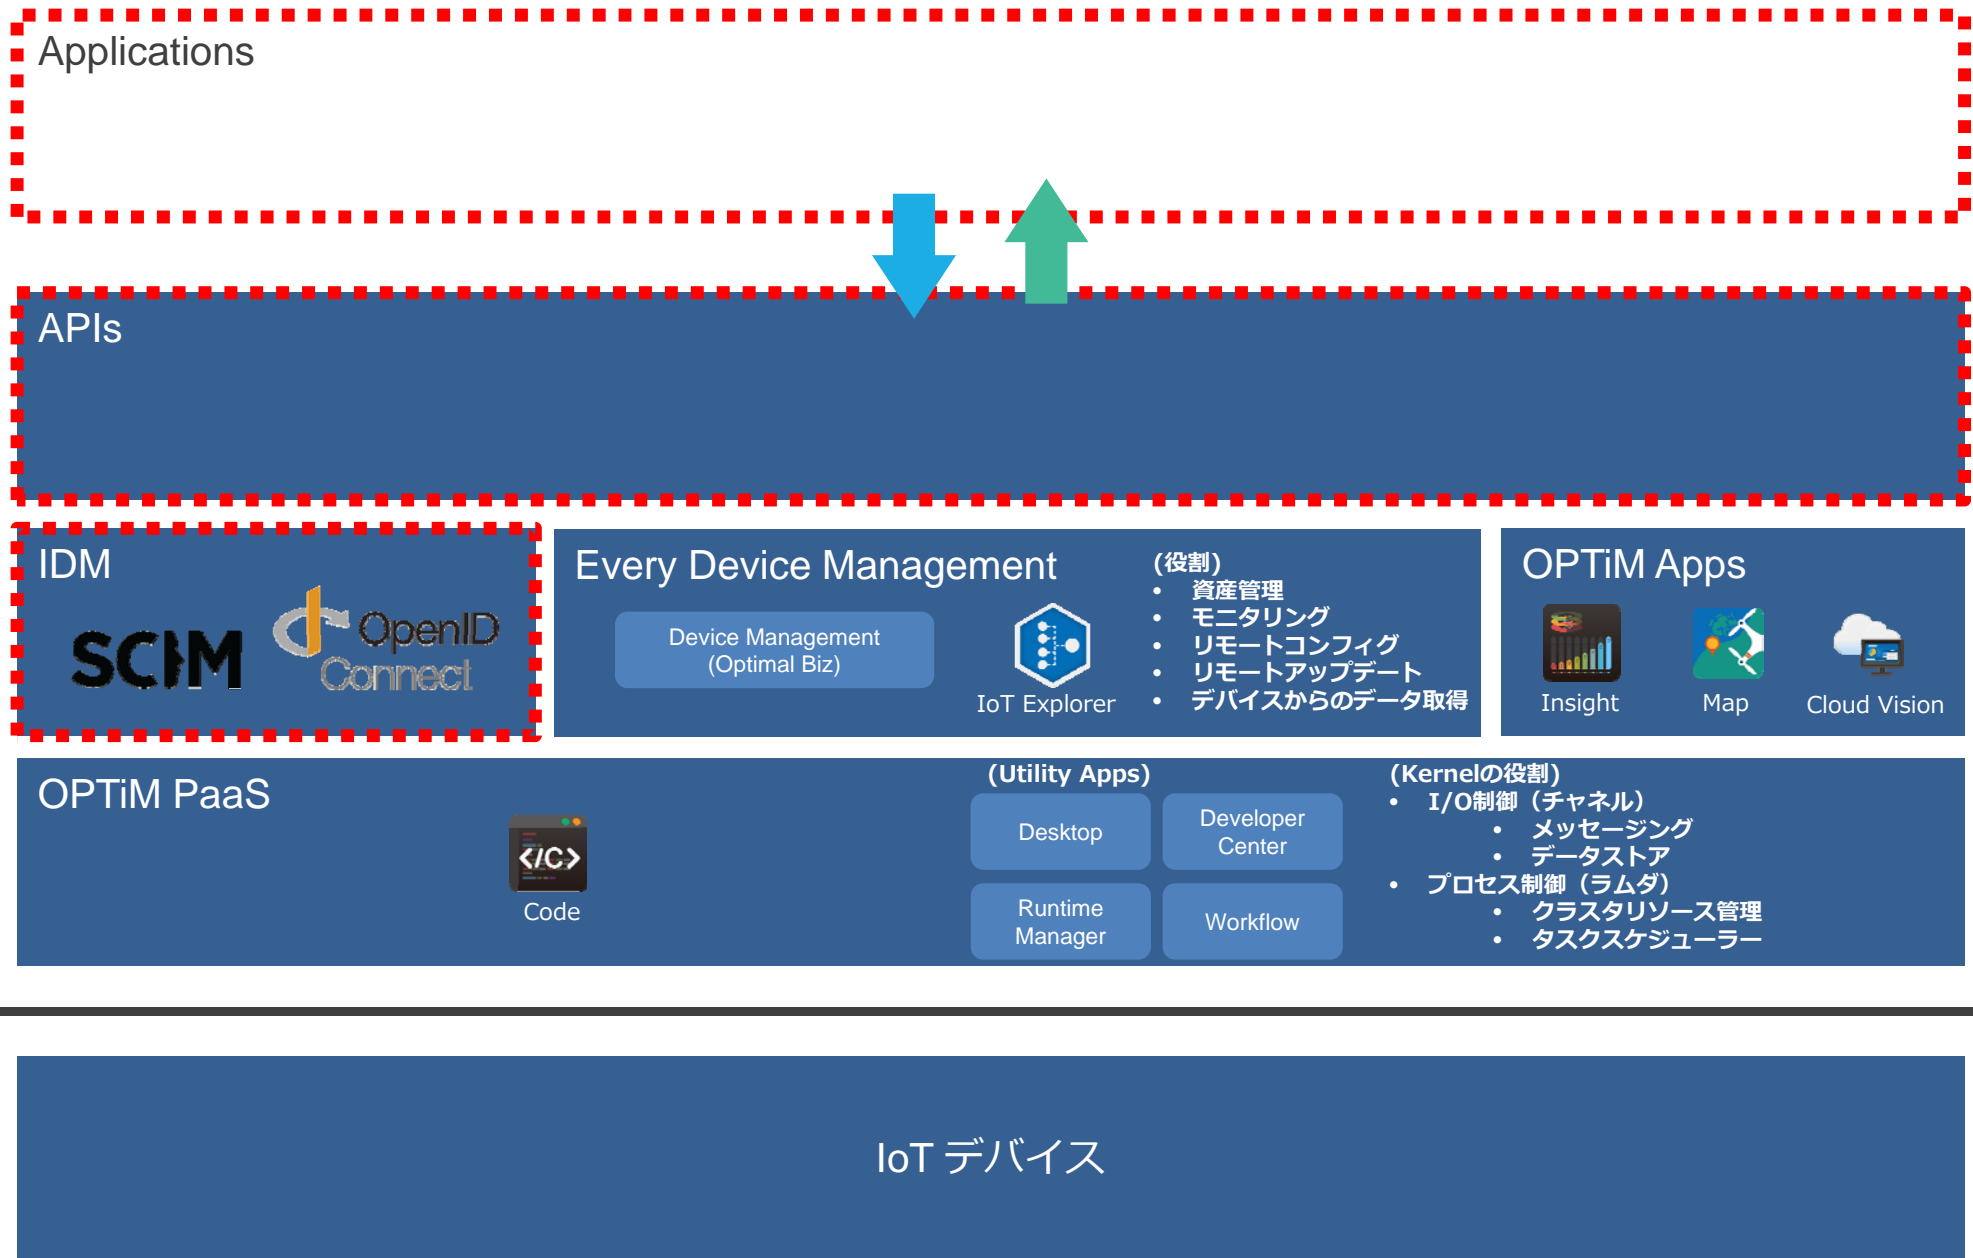 Applications
APIs
IDM
SCIM
OpenID
Connect
Every Device Management
Device Management
(Optimal Biz)
IoT Explorer
(役割)
• 資産管理
• モニタリング
• リモートコンフィグ
• リモートアップデート
• デバイスからのデータ取得
OPTiM Apps
Insight
Map
Cloud Vision
OPTiM PaaS
</C>
Code
(Utility Apps)
Desktop
Developer
Center
Runtime
Manager
Workflow
(Kernelの役割)
• I/O制御（チャネル）
• メッセージング
• データストア
• プロセス制御（ラムダ）
• クラスタリソース管理
• タスクスケジューラー
IoT デバイス